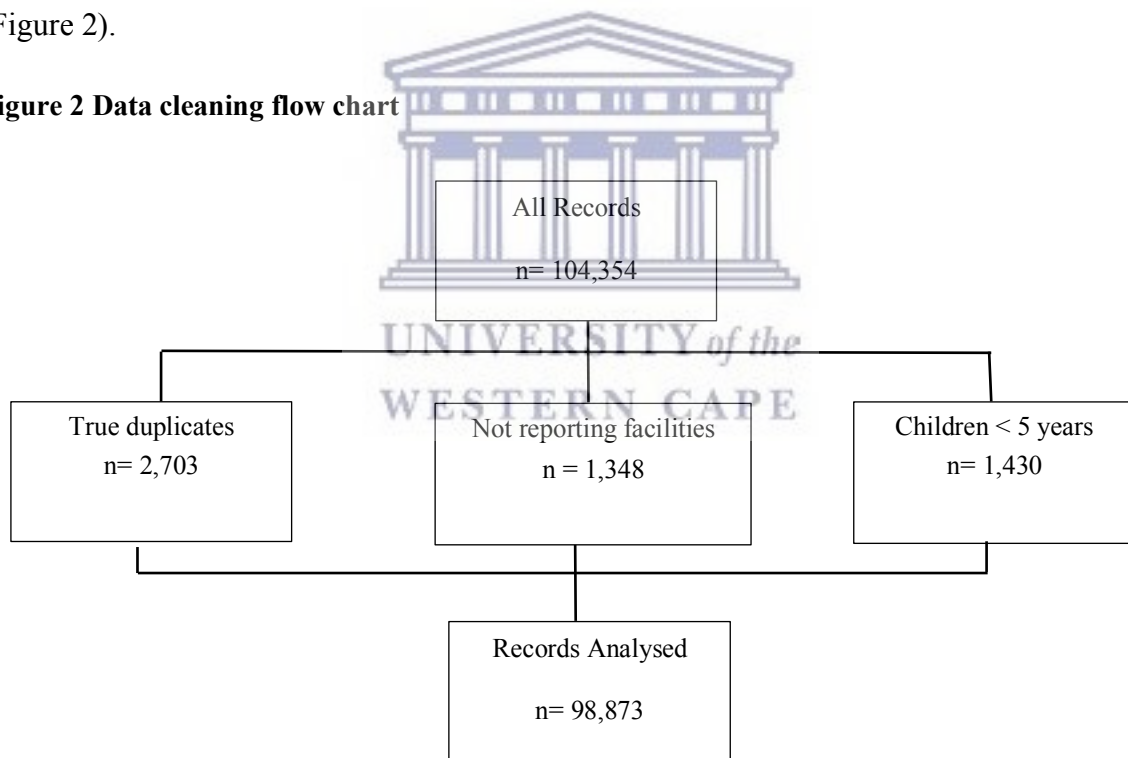 Figure 2).
igure 2 Data cleaning flow chart
All Records
n= 104,354
UNIVERSITY of the
WESTERN CAPE
True duplicates
n= 2,703
Not reporting facilities
n = 1,348
Children < 5 years
n= 1,430
Records Analysed
n= 98,873